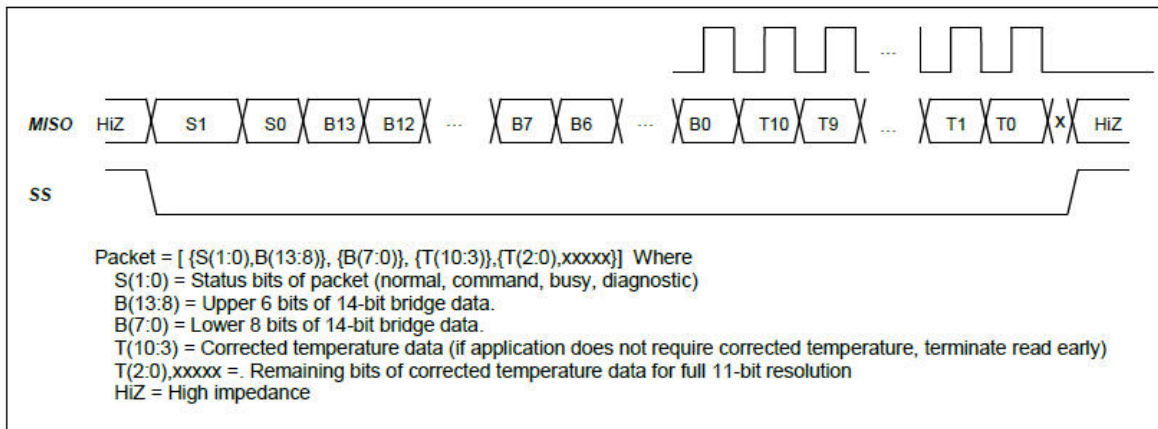 ...
MISO HiZ S1 S0 B13 B12 ... B7 B6 ... B0 T10 T9 ... T1 T0 x HiZ
SS
Packet = [ {S(1:0),B(13:8)}, {B(7:0)}, {T(10:3)},{T(2:0),xxxxx}] Where
S(1:0) = Status bits of packet (normal, command, busy, diagnostic)
B(13:8) = Upper 6 bits of 14-bit bridge data.
B(7:0) = Lower 8 bits of 14-bit bridge data.
T(10:3) = Corrected temperature data (if application does not require corrected temperature, terminate read early)
T(2:0),xxxxx =. Remaining bits of corrected temperature data for full 11-bit resolution
HiZ = High impedance